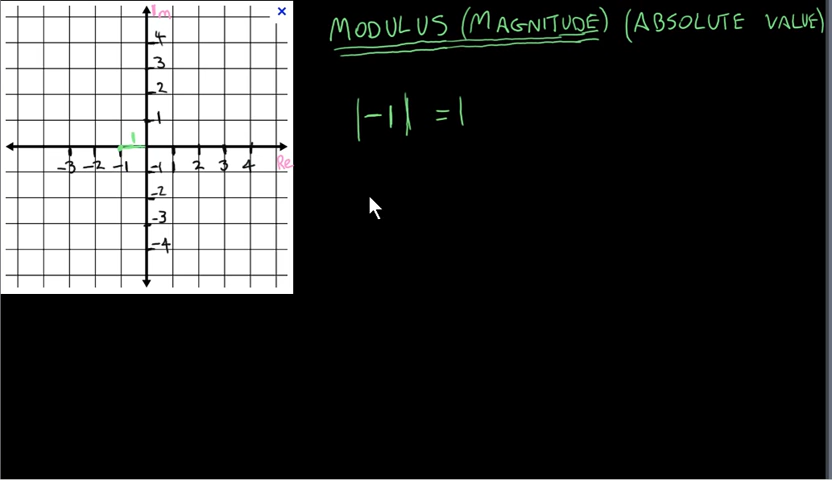 MODULUS (MAGNITUDE) (ABSOLUTE VALUE)
|-1| = 1
Im
4
3
2
1
1
-3 -2 -1 1 2 3 4 Re
-1
-2
-3
-4